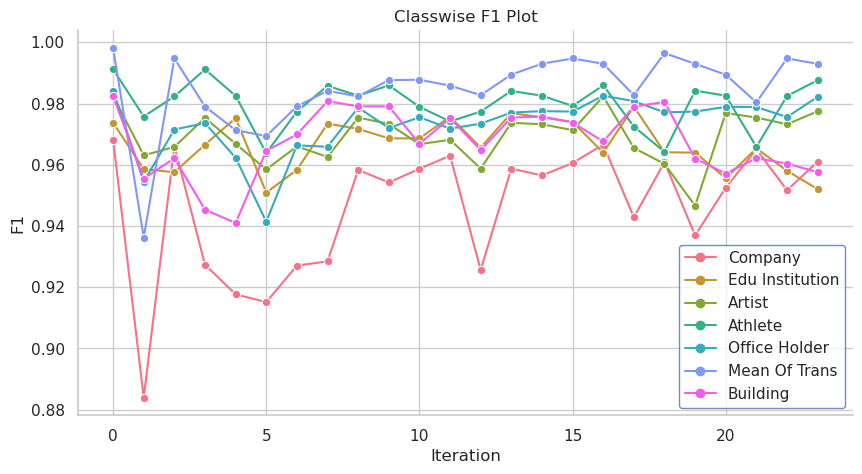 Classwise F1 Plot
1.00
0.98
0.96
0.94
0.92
0.90
0.88
F1
0 5 10 15 20
Iteration
Company
Edu Institution
Artist
Athlete
Office Holder
Mean Of Trans
Building